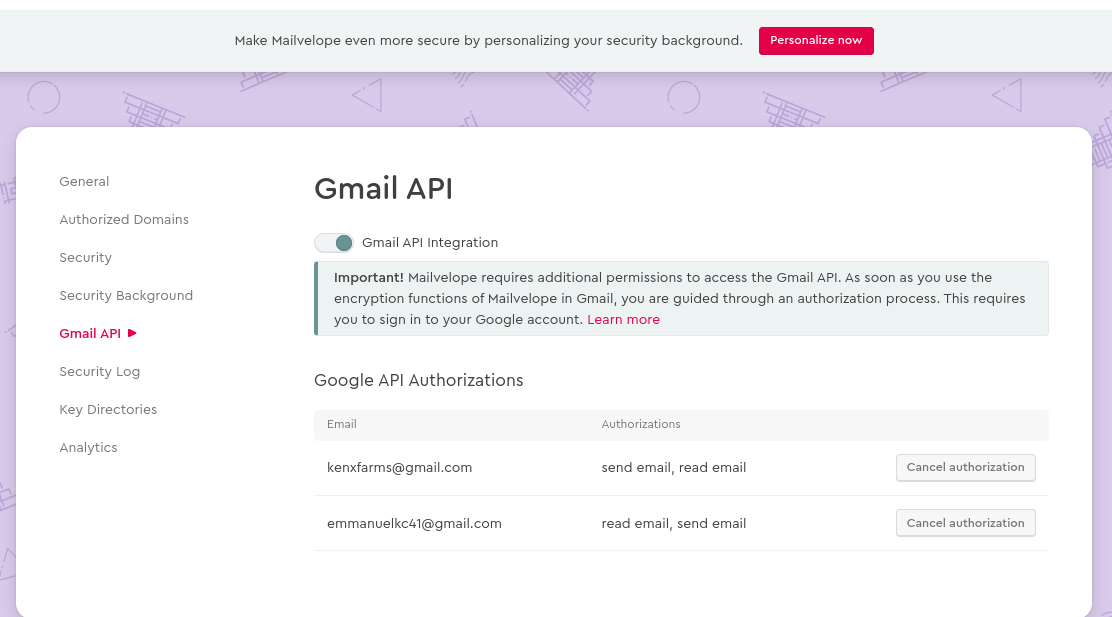 Make Mailvelope even more secure by personalizing your security background.
Personalize now
General
Authorized Domains
Security
Security Background
Gmail API
Security Log
Key Directories
Analytics
Gmail API
Gmail API Integration
Important! Mailvelope requires additional permissions to access the Gmail API. As soon as you use the
encryption functions of Mailvelope in Gmail, you are guided through an authorization process. This requires
you to sign in to your Google account. Learn more
Google API Authorizations
Email Authorizations
kenxfarms@gmail.com send email, read email Cancel authorization
emmanuelkc41@gmail.com read email, send email Cancel authorization